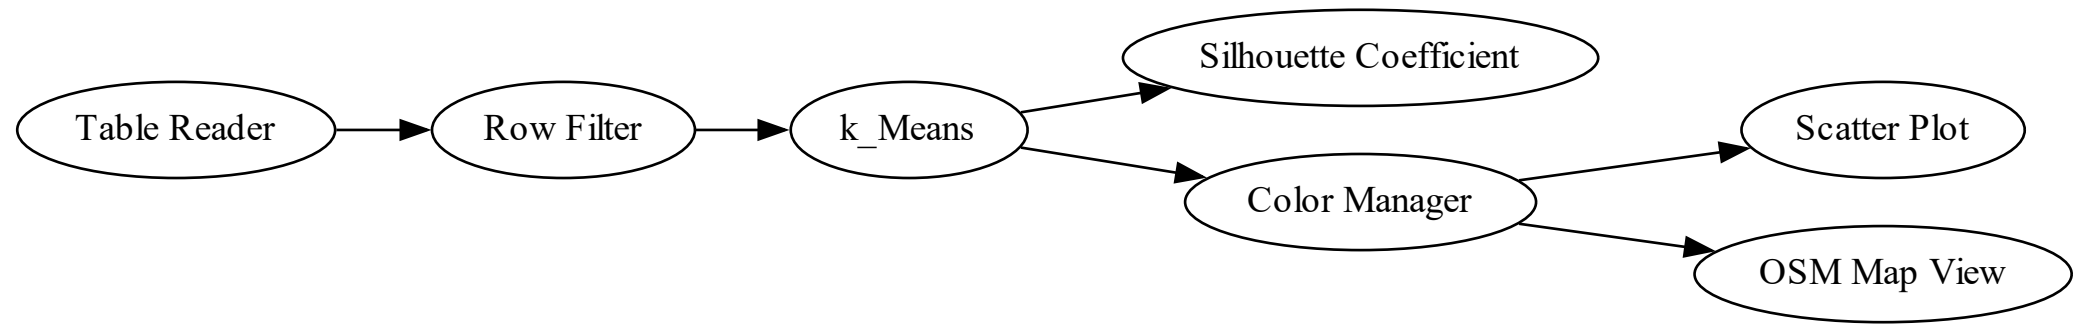 Table Reader
Row Filter
k_Means
Silhouette Coefficient
Color Manager
Scatter Plot
OSM Map View